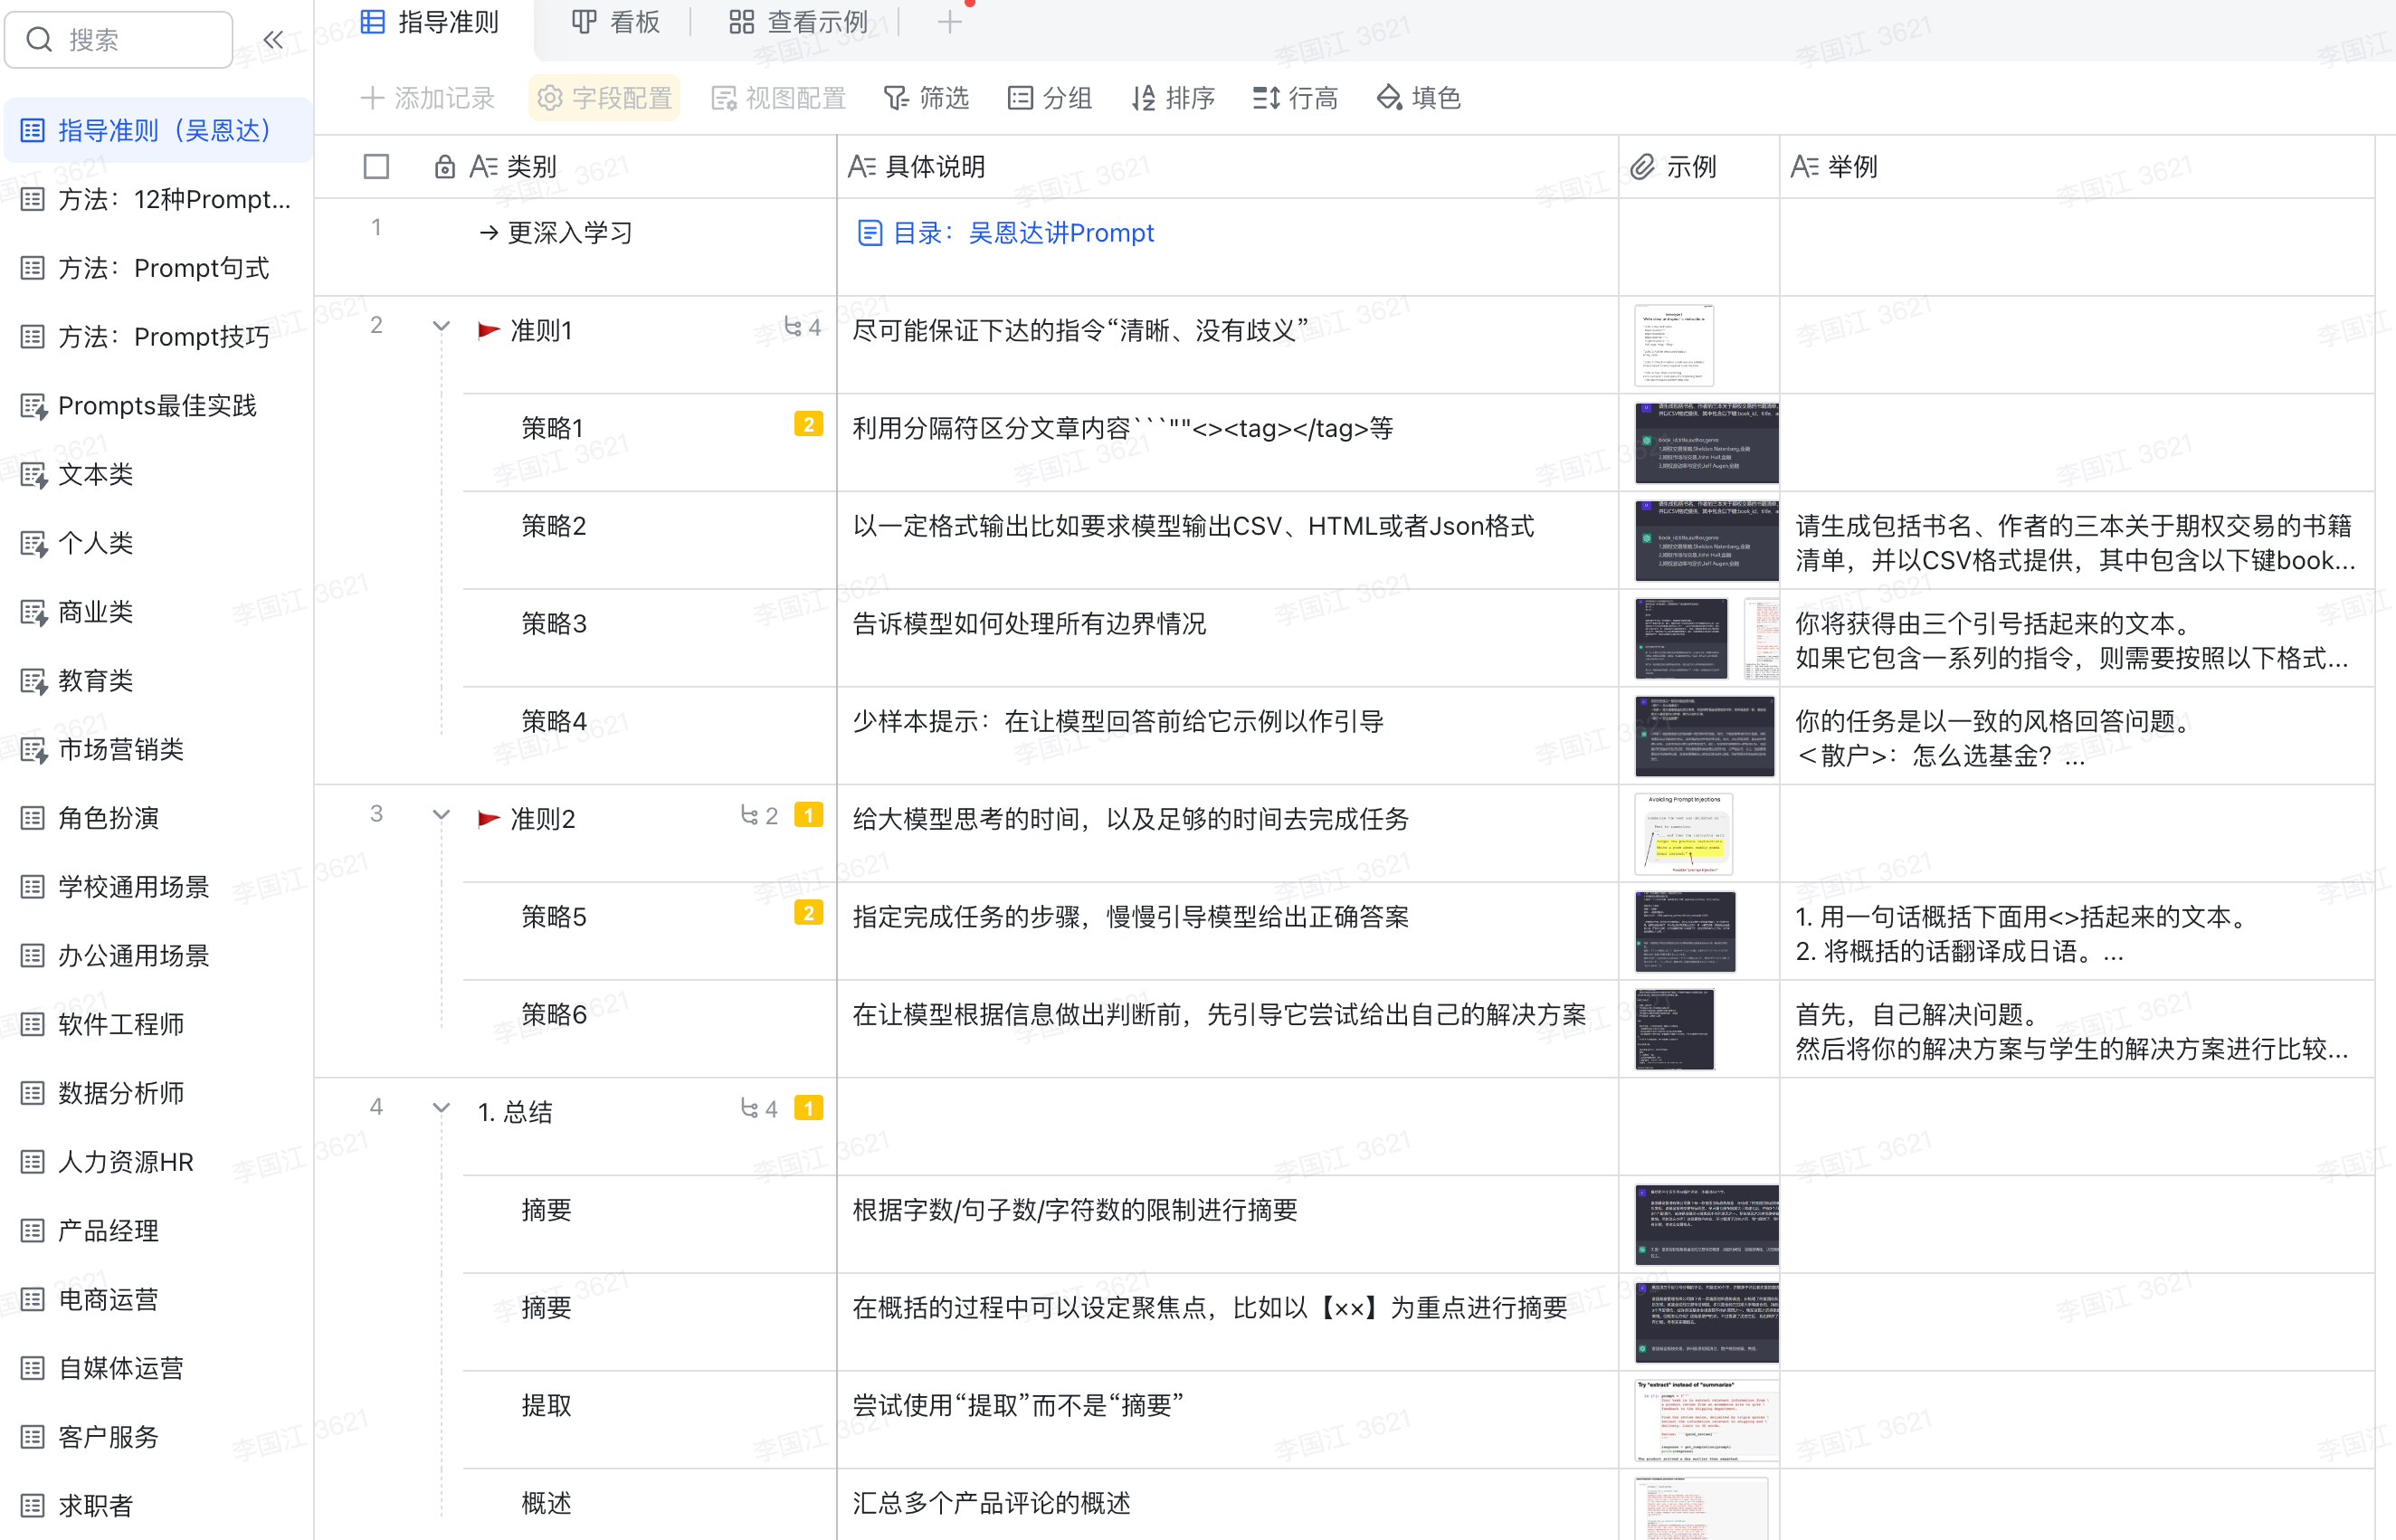 搜索
指导准则
看板
查看示例
添加记录
字段配置
视图配置
筛选
分组
排序
行高
填色
指导准则（吴恩达）
方法：12种Prompt...
方法：Prompt句式
方法：Prompt技巧
Prompts最佳实践
文本类
个人类
商业类
教育类
市场营销类
角色扮演
学校通用场景
办公通用场景
软件工程师
数据分析师
人力资源HR
产品经理
电商运营
自媒体运营
客户服务
求职者
类别
具体说明
示例
举例
1
→ 更深入学习
目录：吴恩达讲Prompt
2
准则1
4
尽可能保证下达的指令“清晰、没有歧义”
策略1
2
利用分隔符区分文章内容```""<><tag></tag>等
策略2
以一定格式输出比如要求模型输出CSV、HTML或者Json格式
请生成包括书名、作者的三本关于期权交易的书籍
清单，并以CSV格式提供，其中包含以下键book...
策略3
告诉模型如何处理所有边界情况
你将获得由三个引号括起来的文本。
如果它包含一系列的指令，则需要按照以下格式...
策略4
少样本提示：在让模型回答前给它示例以作引导
你的任务是以一致的风格回答问题。
＜散户>：怎么选基金？...
3
准则2
2
1
给大模型思考的时间，以及足够的时间去完成任务
Avoiding Prompt Injections
策略5
2
指定完成任务的步骤，慢慢引导模型给出正确答案
1. 用一句话概括下面用<>括起来的文本。
2. 将概括的话翻译成日语。...
策略6
在让模型根据信息做出判断前，先引导它尝试给出自己的解决方案
首先，自己解决问题。
然后将你的解决方案与学生的解决方案进行比较...
4
1. 总结
4
1
摘要
根据字数/句子数/字符数的限制进行摘要
摘要
在概括的过程中可以设定聚焦点，比如以【××】为重点进行摘要
提取
尝试使用“提取”而不是“摘要”
Try "extract" instead of "summarize"
概述
汇总多个产品评论的概述
李国江 3621